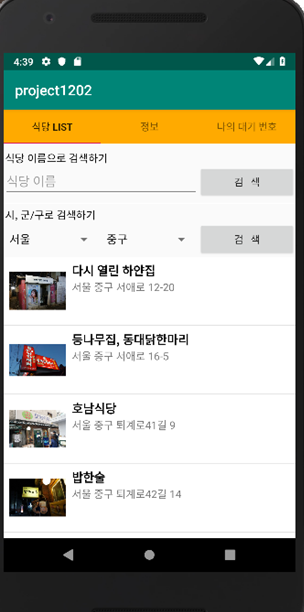 4:39
project1202
식당 LIST 정보 나의 대기 번호
식당 이름으로 검색하기
식당 이름 검 색
시, 군/구로 검색하기
서울 중구 검 색
다시 열린 하얀집
서울 중구 서애로 12-20
등나무집, 동대닭한마리
서울 중구 서애로 16-5
호남식당
서울 중구 퇴계로41길 9
밥한술
서울 중구 퇴계로42길 14